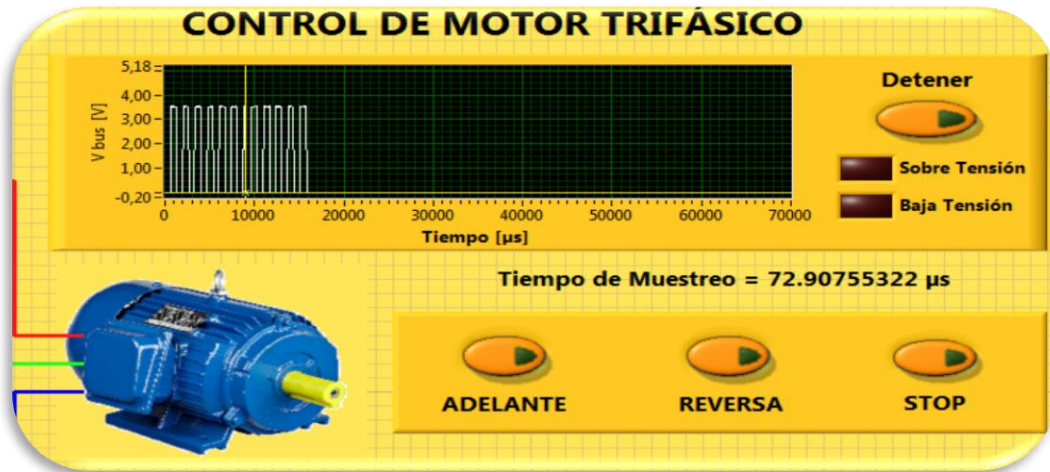 CONTROL DE MOTOR TRIFÁSICO
5,18
4,00
3,00
2,00
1,00
-0,20
V bus [V]
0 10000 20000 30000 40000 50000 60000 70000
Tiempo [µs]
Detener
Sobre Tensión
Baja Tensión
Tiempo de Muestreo = 72.90755322 µs
ADELANTE REVERSA STOP